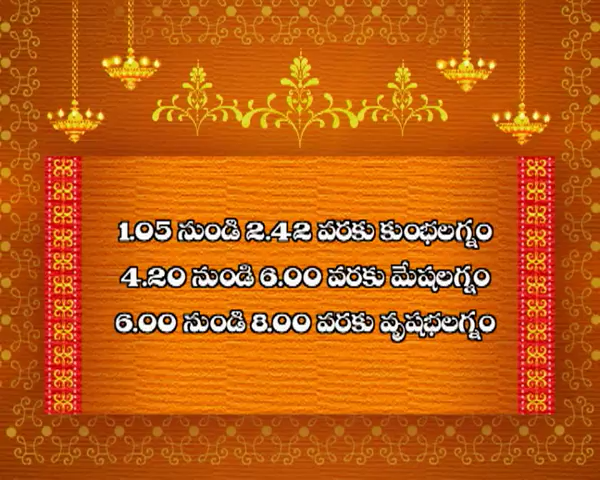 1.05 నుండి 2.42 వరకు కుంభలగ్నం
4.20 నుండి 6.00 వరకు మేషలగ్నం
6.00 నుండి 8.00 వరకు వృషభలగ్నం